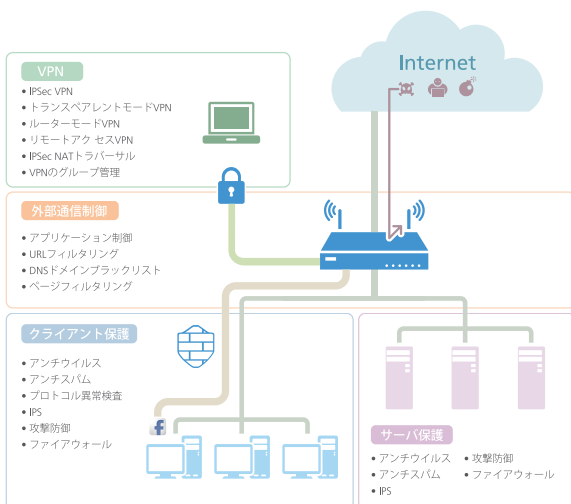 Internet
VPN
• IPSec VPN
• トランスペアレントモードVPN
• ルーターモードVPN
• リモートアク セスVPN
• IPSec NATトラバーサル
• VPNのグループ管理
外部通信制御
• アプリケーション制御
• URLフィルタリング
• DNSドメインブラックリスト
• ページフィルタリング
クライアント保護
• アンチウイルス
• アンチスパム
• プロトコル異常検査
• IPS
• 攻撃防御
• ファイアウォール
f
サーバ保護
• アンチウイルス • 攻撃防御
• アンチスパム • ファイアウォール
• IPS